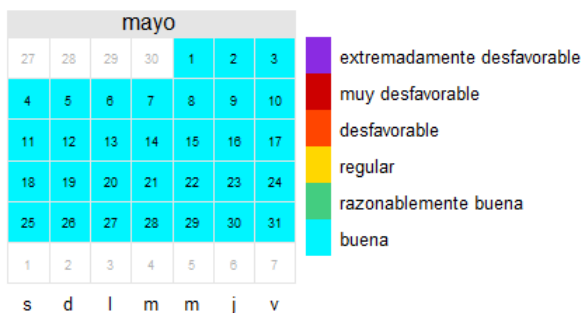 mayo
27 28 29 30 1 2 3
4 5 6 7 8 9 10
11 12 13 14 15 16 17
18 19 20 21 22 23 24
25 26 27 28 29 30 31
1 2 3 4 5 6 7
s d l m m j v
extremadamente desfavorable
muy desfavorable
desfavorable
regular
razonablemente buena
buena